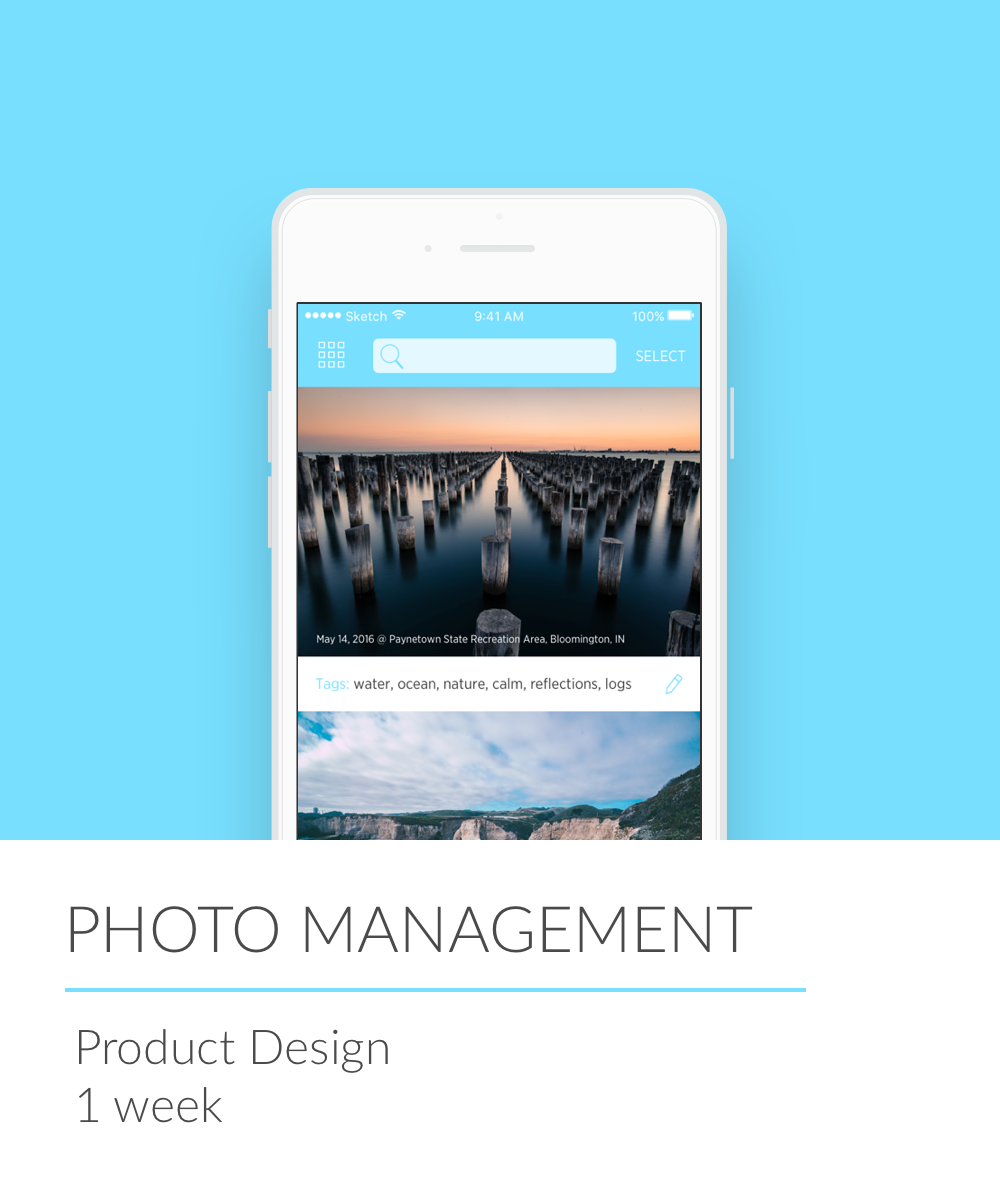 Sketch 9:41 AM 100%
SELECT
May 14, 2016 @ Paynetown State Recreation Area, Bloomington, IN
Tags: water, ocean, nature, calm, reflections, logs
PHOTO MANAGEMENT
Product Design
1 week